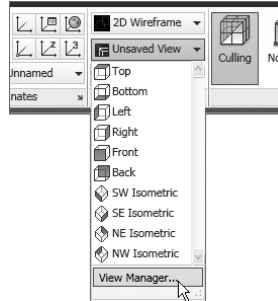 2D Wireframe
Unsaved View
Culling
No
Unnamed
nates
Top
Bottom
Left
Right
Front
Back
SW Isometric
SE Isometric
NE Isometric
NW Isometric
View Manager...